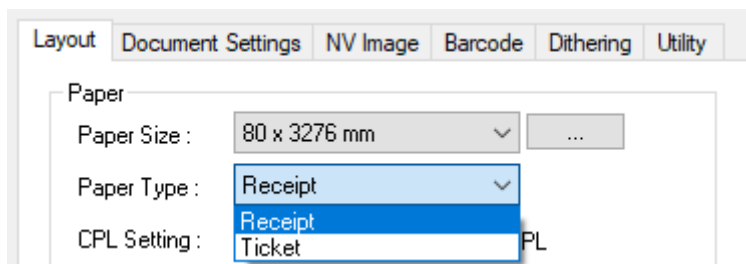 Layout Document Settings NV Image Barcode Dithering Utility
Paper
Paper Size : 80 x 3276 mm ...
Paper Type : Receipt
Receipt
CPL Setting : PL
Ticket